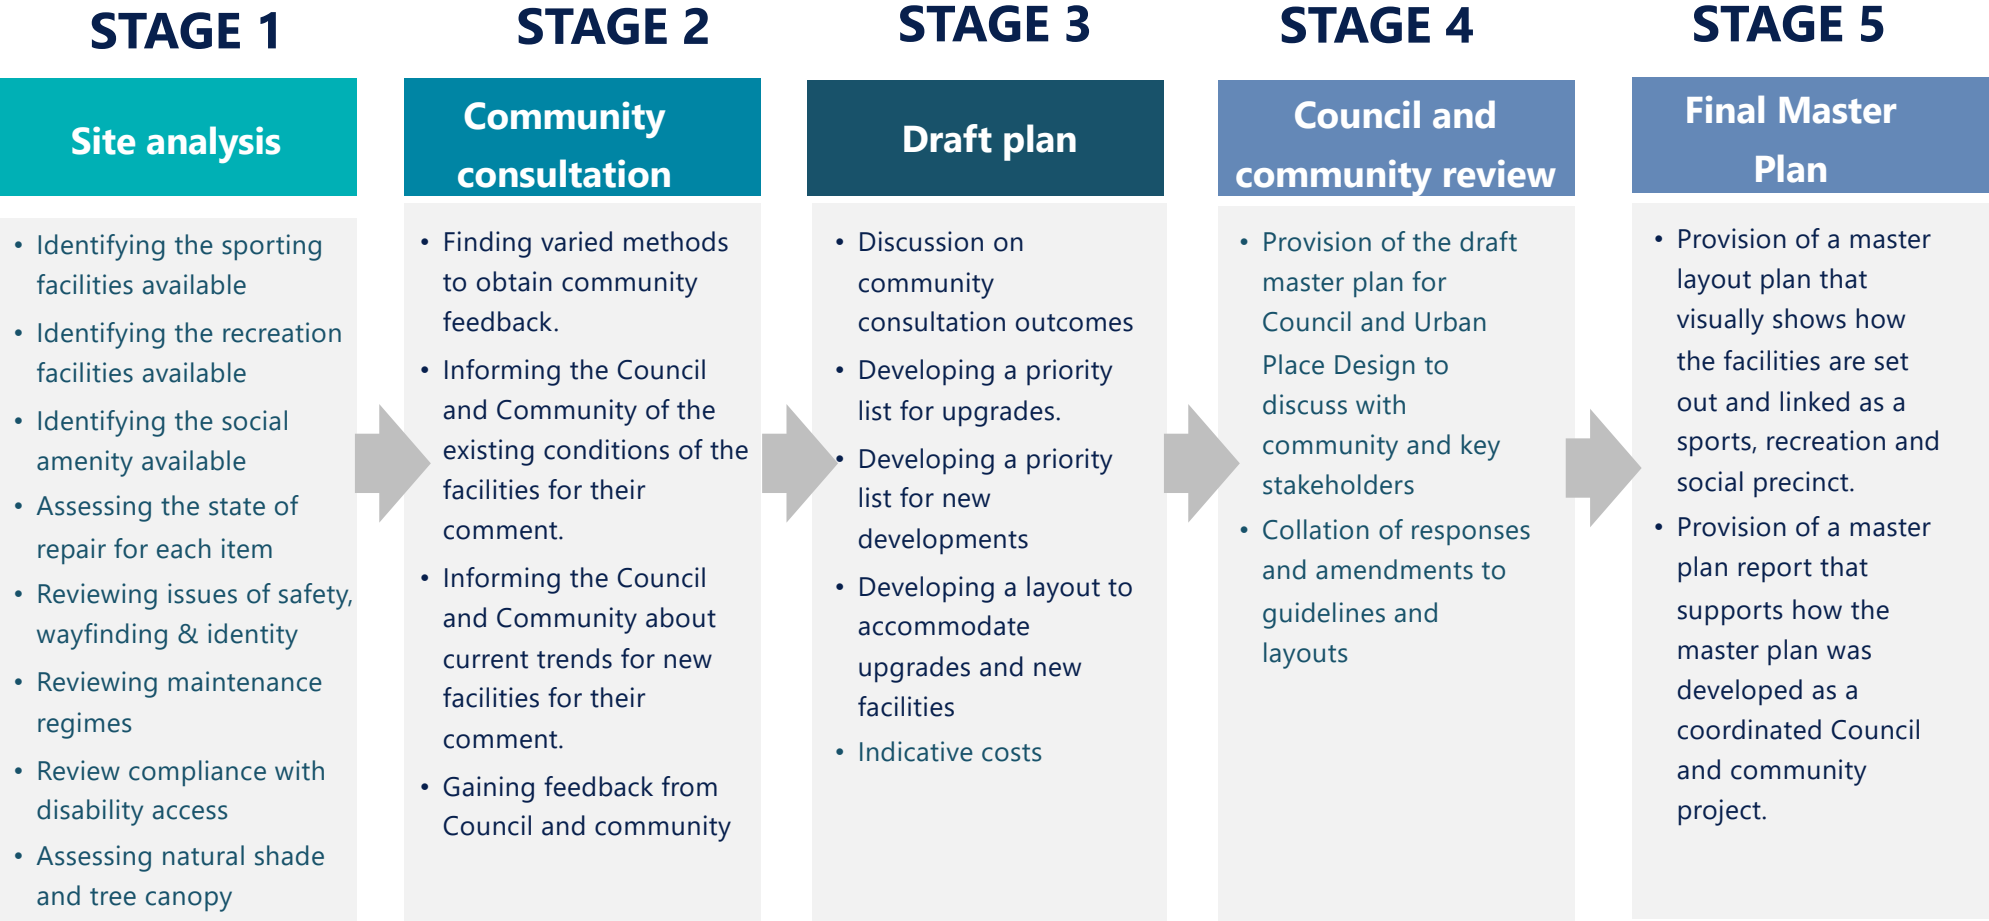 STAGE 1
Site analysis
• Identifying the sporting
facilities available
• Identifying the recreation
facilities available
• Identifying the social
amenity available
• Assessing the state of
repair for each item
• Reviewing issues of safety,
wayfinding & identity
• Reviewing maintenance
regimes
• Review compliance with
disability access
• Assessing natural shade
and tree canopy
STAGE 2
Community
consultation
• Finding varied methods
to obtain community
feedback.
• Informing the Council
and Community of the
existing conditions of the
facilities for their
comment.
• Informing the Council
and Community about
current trends for new
facilities for their
comment.
• Gaining feedback from
Council and community
STAGE 3
Draft plan
• Discussion on
community
consultation outcomes
• Developing a priority
list for upgrades.
• Developing a priority
list for new
developments
• Developing a layout to
accommodate
upgrades and new
facilities
• Indicative costs
STAGE 4
Council and
community review
• Provision of the draft
master plan for
Council and Urban
Place Design to
discuss with
community and key
stakeholders
• Collation of responses
and amendments to
guidelines and
layouts
STAGE 5
Final Master
Plan
• Provision of a master
layout plan that
visually shows how
the facilities are set
out and linked as a
sports, recreation and
social precinct.
• Provision of a master
plan report that
supports how the
master plan was
developed as a
coordinated Council
and community
project.